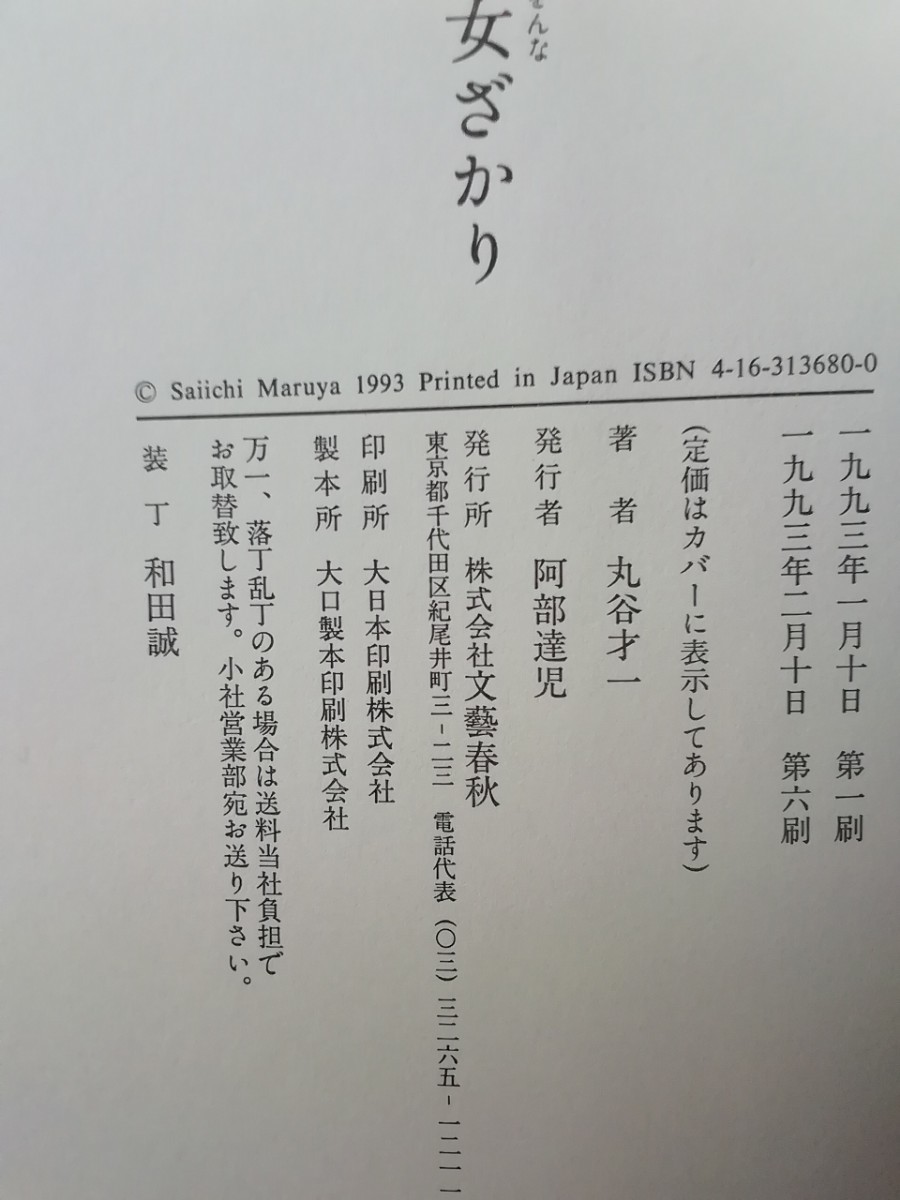 女ざかり
んな
© Saiichi Maruya 1993 Printed in Japan ISBN 4-16-313680-0
一九九三年一月十日 第一刷
一九九三年二月十日 第六刷
(定価はカバーに表示してあります)
著 者 丸谷才一
発行者 阿部達児
発行所 株式会社文藝春秋
東京都千代田区紀尾井町三-二三 電話代表 (〇三)三二六五-一二一一
印刷所 大日本印刷株式会社
製本所 大口製本印刷株式会社
万一、落丁乱丁のある場合は送料当社負担で
お取替致します。小社営業部宛お送り下さい。
装 丁 和田誠